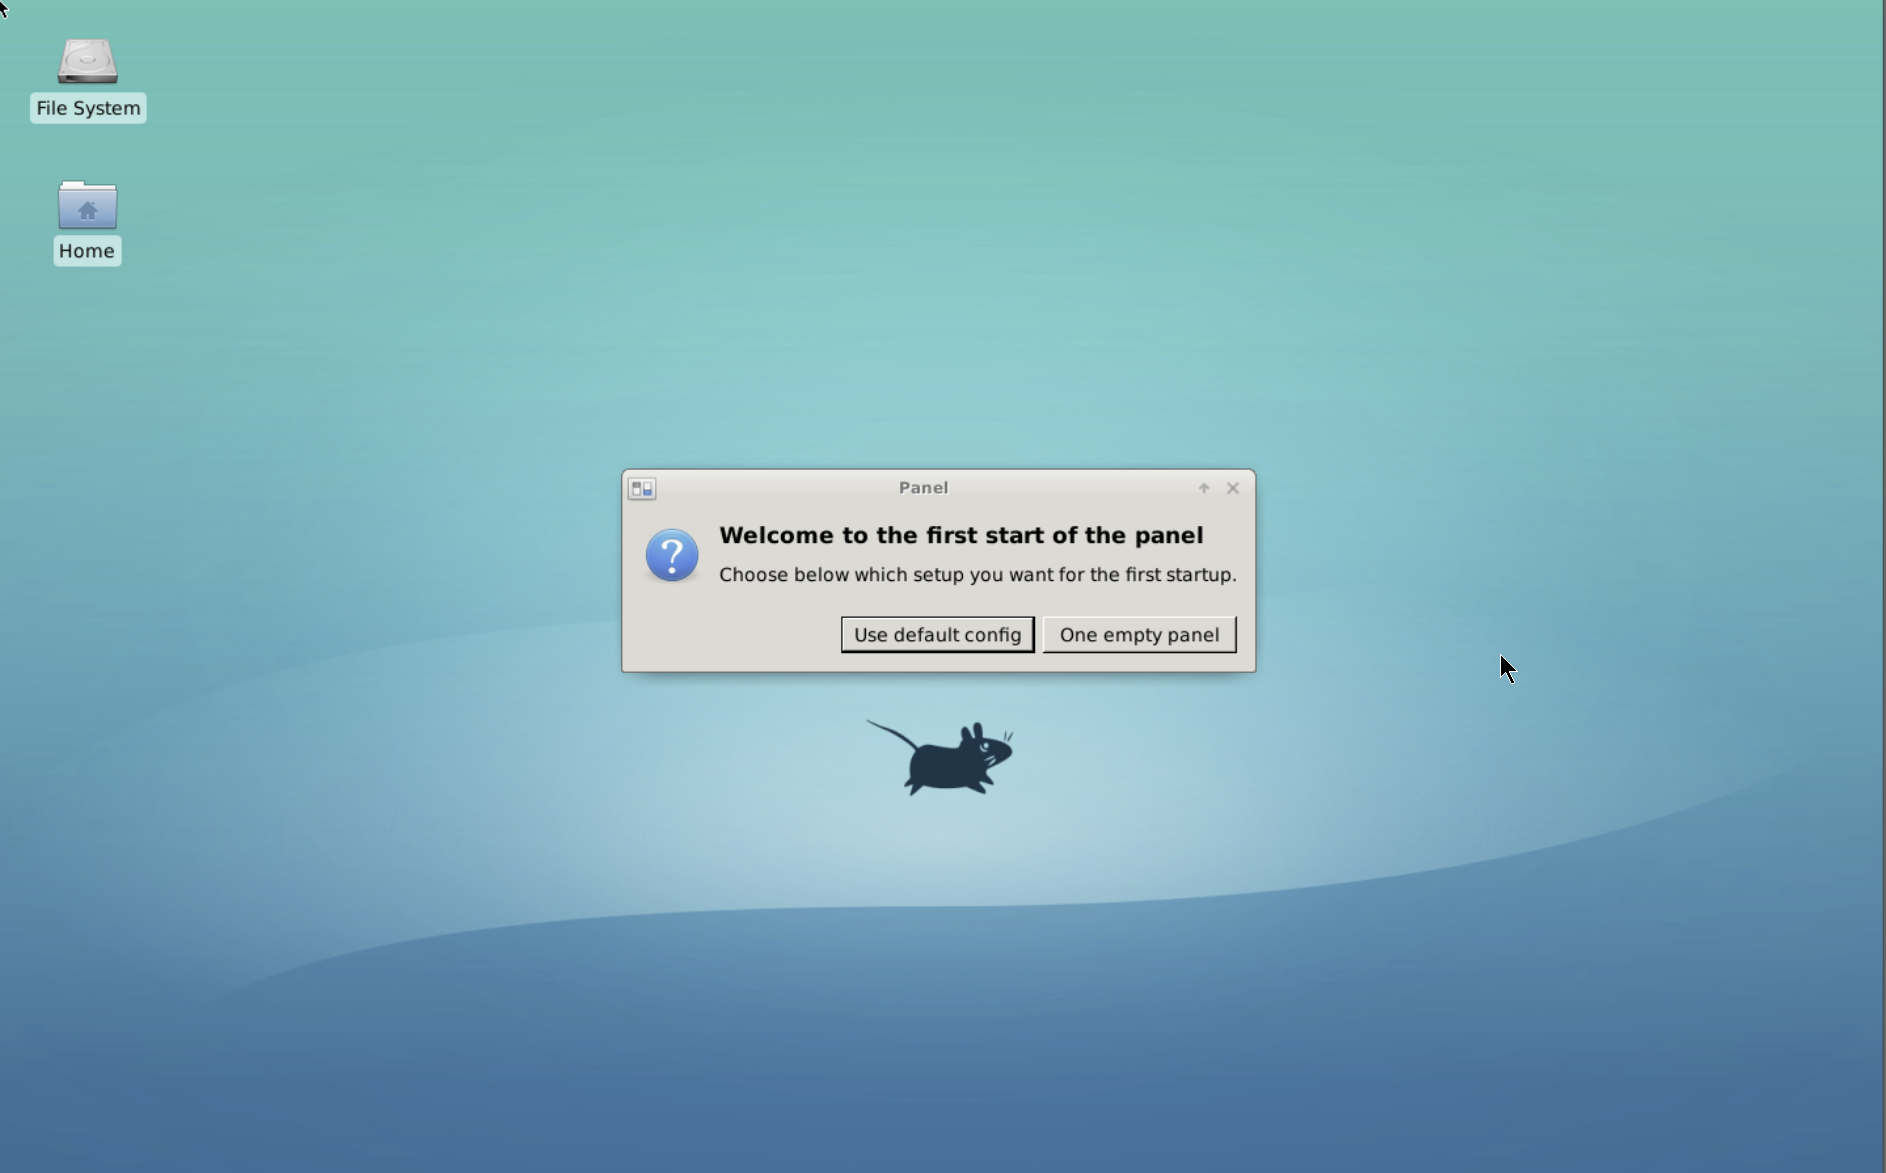 File System
Home
Panel
Welcome to the first start of the panel
Choose below which setup you want for the first startup.
Use default config
One empty panel